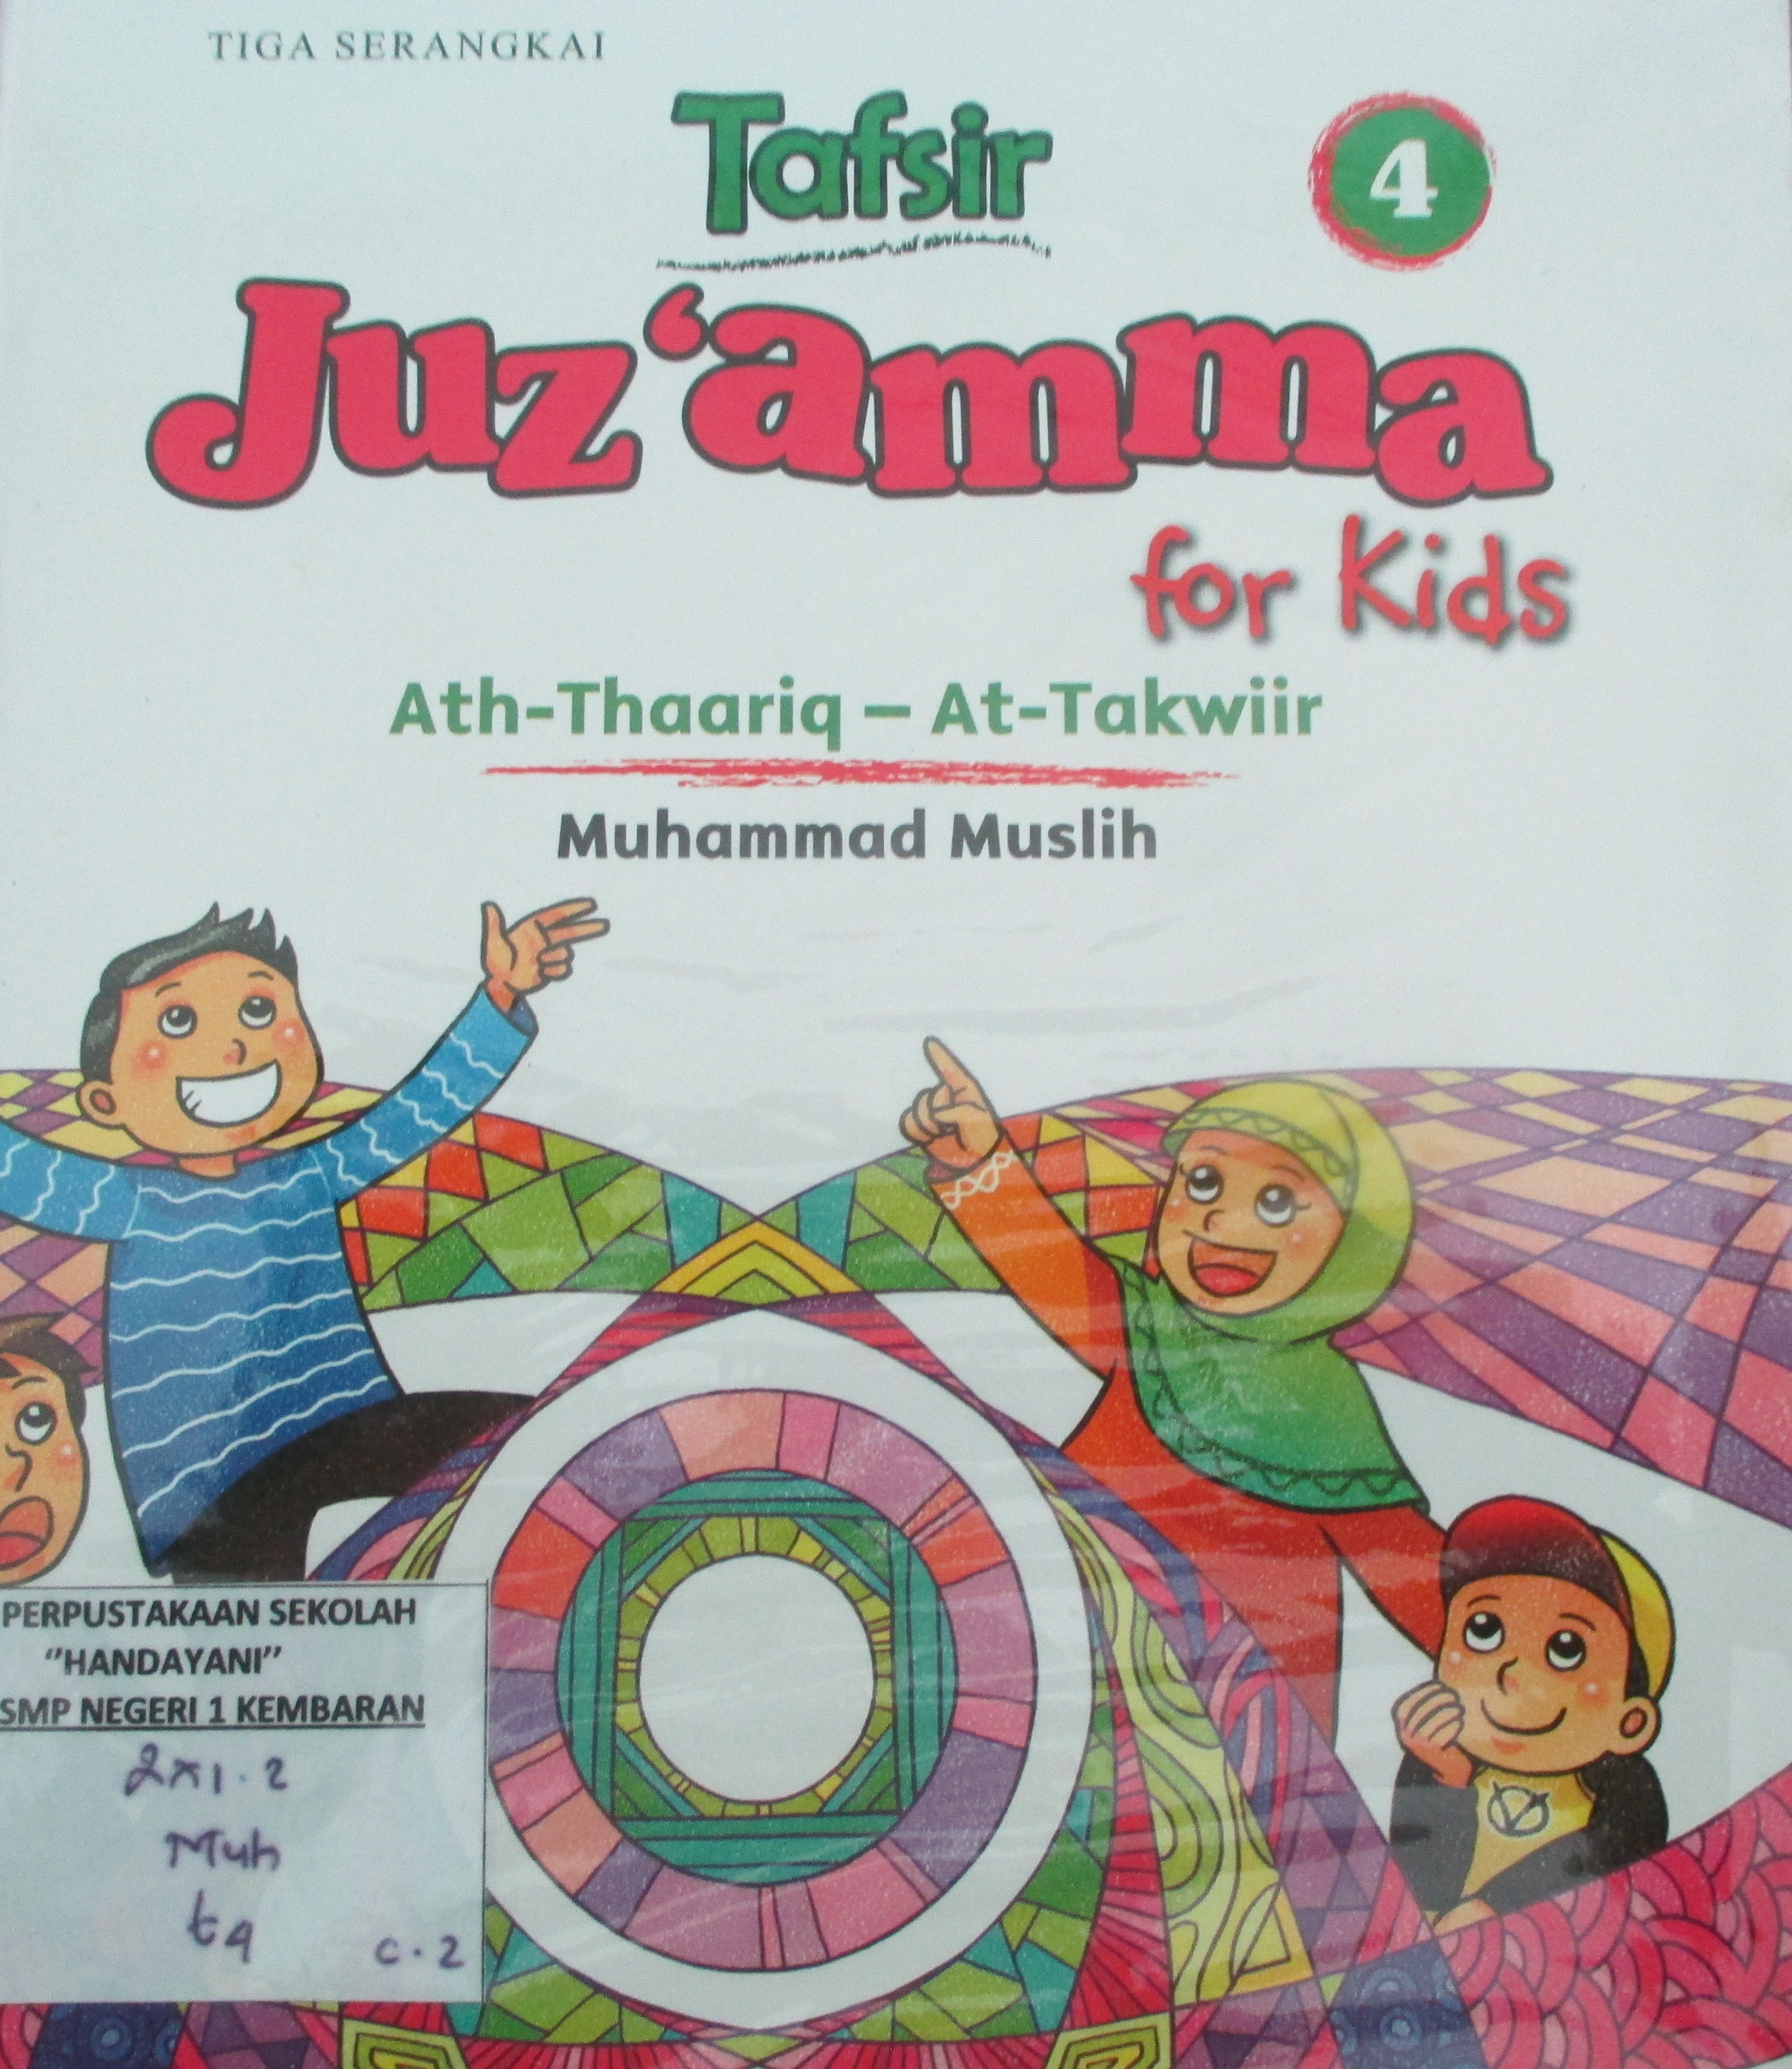 TIGA SERANGKAI
Tafsir
4
Juz 'amma
for Kids
Ath-Thaariq – At-Takwiir
Muhammad Muslih
PERPUSTAKAAN SEKOLAH
"HANDAYANI"
SMP NEGERI 1 KEMBARAN
2x1.2
Muh
t9
c.2